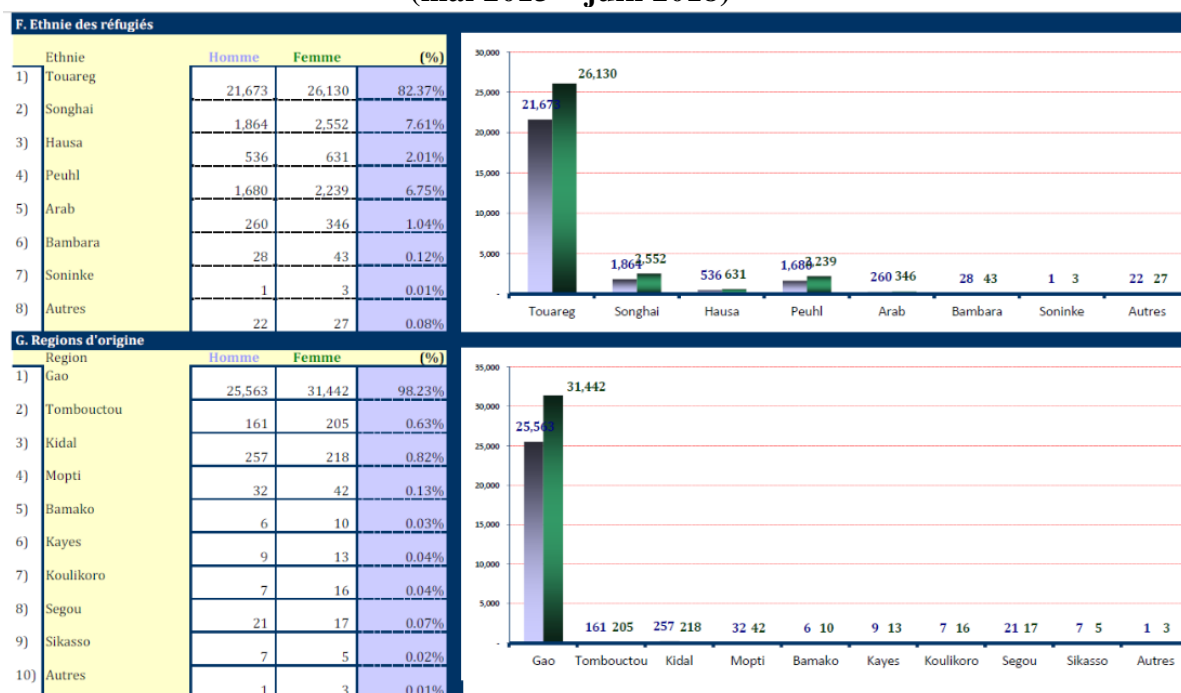 F. Ethnie des réfugiés
Ethnie Homme Femme (%)
1) Touareg 21,673 26,130 82.37%
2) Songhai 1,864 2,552 7.61%
3) Hausa 536 631 2.01%
4) Peuhl 1,680 2,239 6.75%
5) Arab 260 346 1.04%
6) Bambara 28 43 0.12%
7) Soninke 1 3 0.01%
8) Autres 22 27 0.08%
30,000
25,000
20,000
15,000
10,000
5,000
-
21,673 26,130
1,864 2,552
536 631
1,680 2,239
260 346
28 43
1 3
22 27
Touareg Songhai Hausa Peuhl Arab Bambara Soninke Autres
G. Regions d'origine
Region Homme Femme (%)
1) Gao 25,563 31,442 98.23%
2) Tombouctou 161 205 0.63%
3) Kidal 257 218 0.82%
4) Mopti 32 42 0.13%
5) Bamako 6 10 0.03%
6) Kayes 9 13 0.04%
7) Koulikoro 7 16 0.04%
8) Segou 21 17 0.07%
9) Sikasso 7 5 0.02%
10) Autres 1 3 0.01%
35,000
30,000
25,000
20,000
15,000
10,000
5,000
-
25,563 31,442
161 205
257 218
32 42
6 10
9 13
7 16
21 17
7 5
1 3
Gao Tombouctou Kidal Mopti Bamako Kayes Koulikoro Segou Sikasso Autres